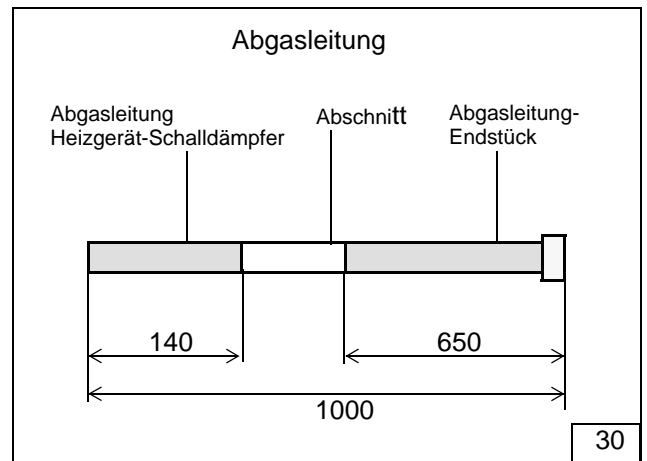 Abgasleitung
Abgasleitung
Heizgerät-Schalldämpfer
Abschnitt
Abgasleitung-
Endstück
140
650
1000
30